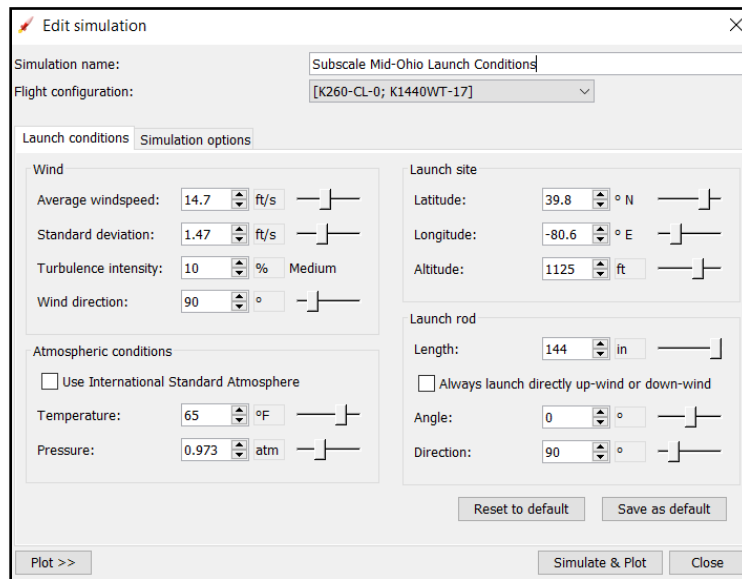 Edit simulation
Simulation name: Subscale Mid-Ohio Launch Conditions
Flight configuration: [K260-CL-0; K1440WT-17]
Launch conditions Simulation options
Wind
Average windspeed: 14.7 ft/s
Standard deviation: 1.47 ft/s
Turbulence intensity: 10 % Medium
Wind direction: 90 °
Atmospheric conditions
Use International Standard Atmosphere
Temperature: 65 °F
Pressure: 0.973 atm
Launch site
Latitude: 39.8 ° N
Longitude: -80.6 ° E
Altitude: 1125 ft
Launch rod
Length: 144 in
Always launch directly up-wind or down-wind
Angle: 0 °
Direction: 90 °
Reset to default Save as default
Plot >> Simulate & Plot Close